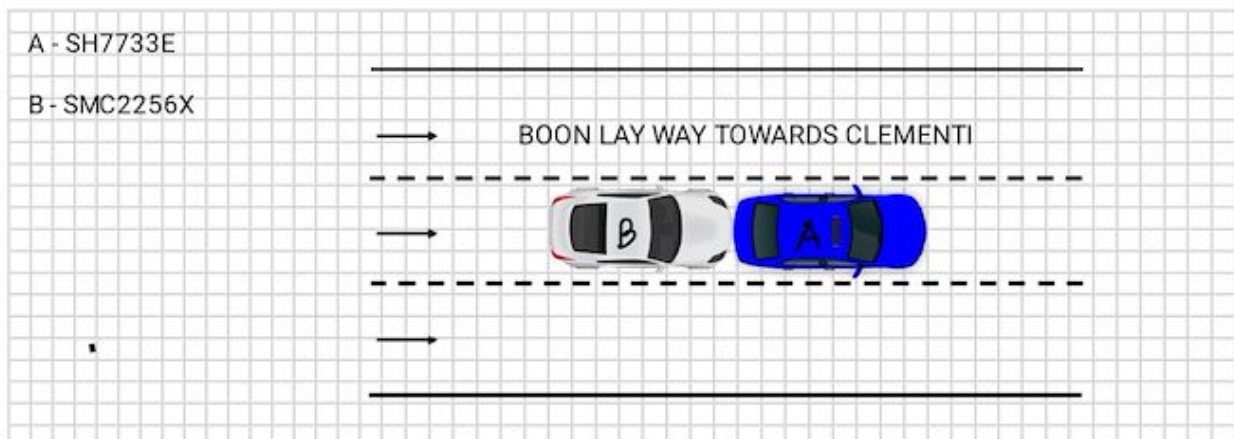 A - SH7733E
B - SMC2256X
BOON LAY WAY TOWARDS CLEMENTI
B A